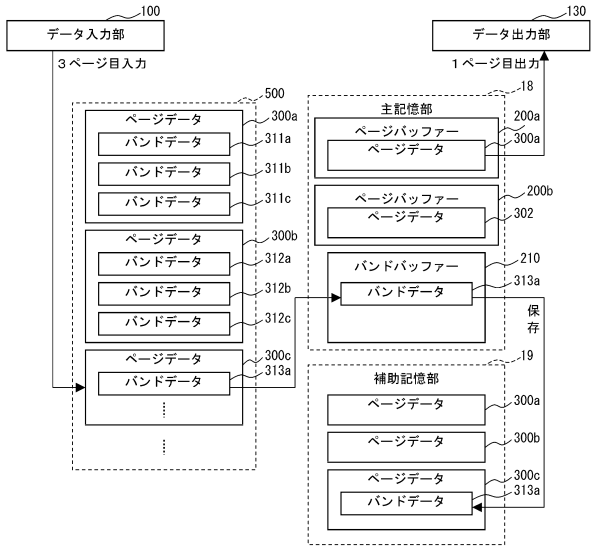 100
データ入力部
3ページ目入力
130
データ出力部
1ページ目出力
500
ページデータ
300a
バンドデータ
311a
バンドデータ
311b
バンドデータ
311c
ページデータ
300b
バンドデータ
312a
バンドデータ
312b
バンドデータ
312c
ページデータ
300c
バンドデータ
313a
18
主記憶部
200a
ページバッファー
300a
ページデータ
200b
ページバッファー
302
ページデータ
210
バンドバッファー
313a
バンドデータ
保存
19
補助記憶部
ページデータ
300a
ページデータ
300b
ページデータ
300c
バンドデータ
313a